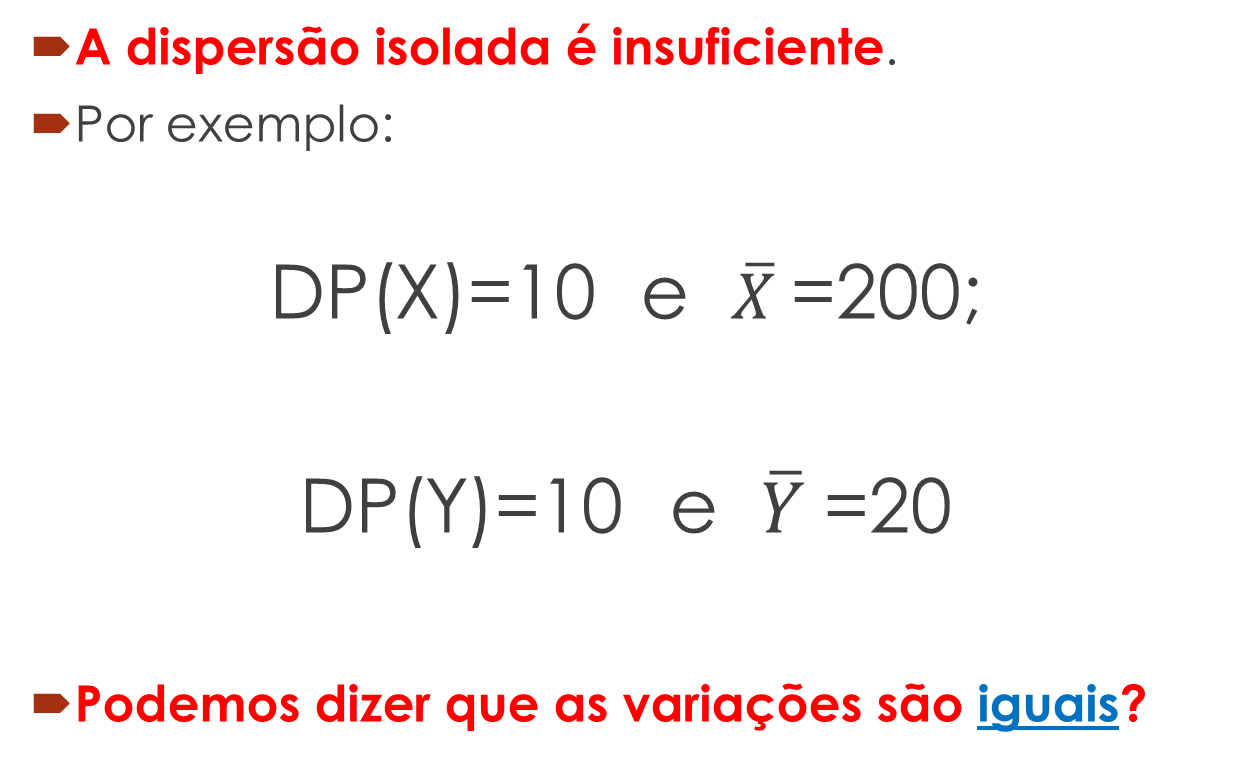 A dispersão isolada é insuficiente.
Por exemplo:
DP(X)=10 e X̅ =200;
DP(Y)=10 e Y̅ =20
Podemos dizer que as variações são iguais?